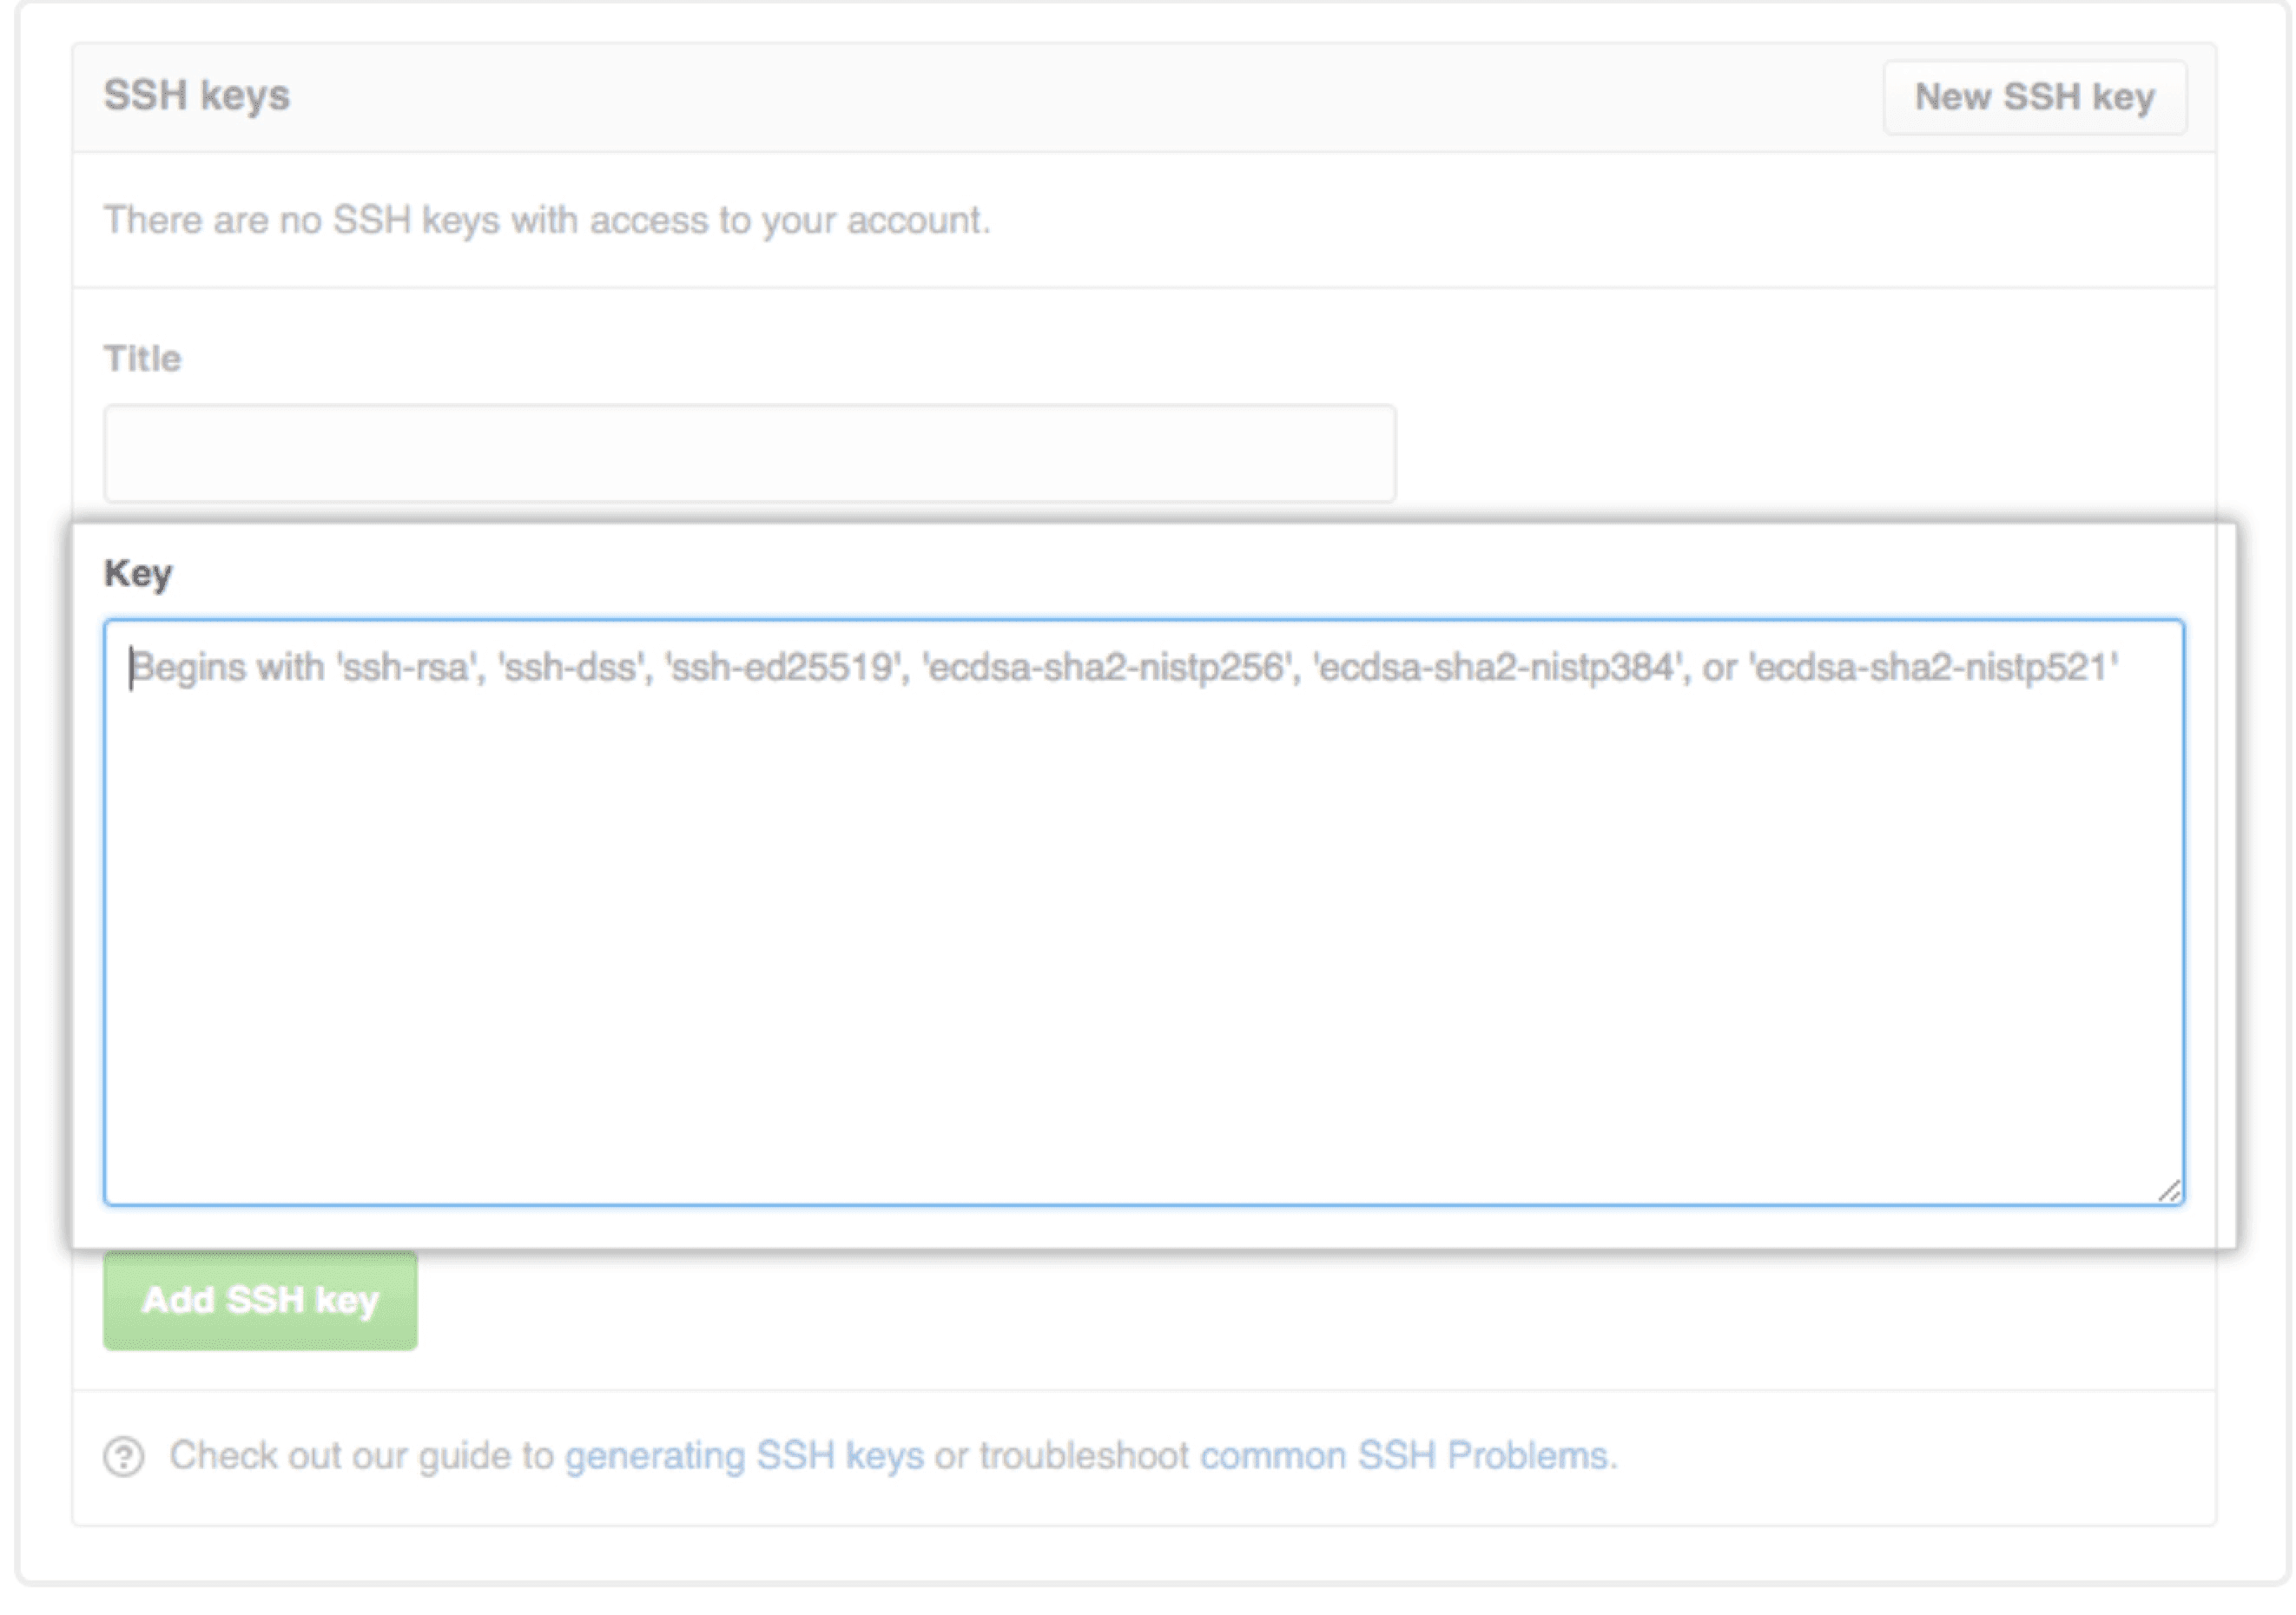 SSH keys
New SSH key
There are no SSH keys with access to your account.
Title
Key
Begins with 'ssh-rsa', 'ssh-dss', 'ssh-ed25519', 'ecdsa-sha2-nistp256', 'ecdsa-sha2-nistp384', or 'ecdsa-sha2-nistp521'
Add SSH key
? Check out our guide to generating SSH keys or troubleshoot common SSH Problems.